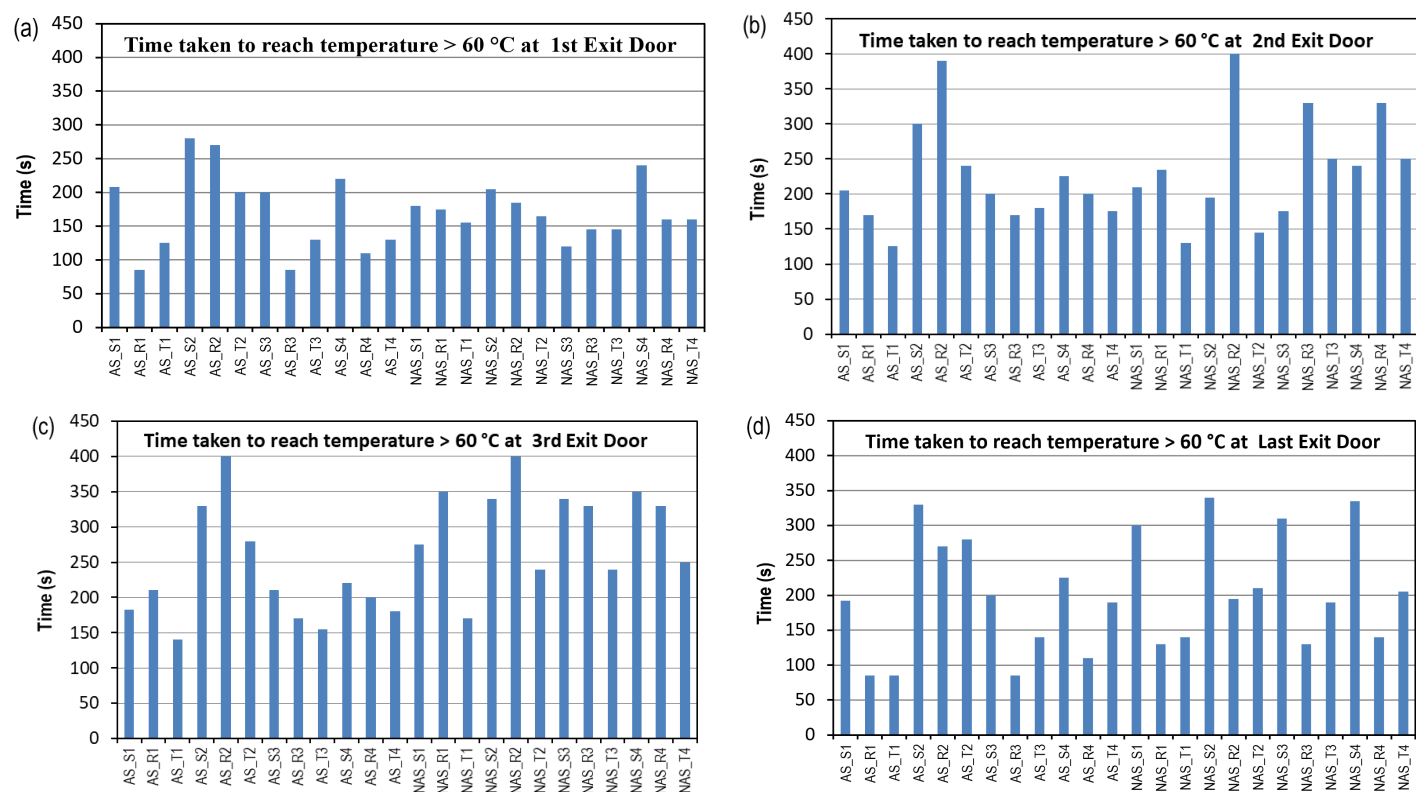 (a)
Time taken to reach temperature > 60 °C at 1st Exit Door
Time (s)
450
400
350
300
250
200
150
100
50
0
AS_S1
AS_R1
AS_T1
AS_S2
AS_R2
AS_T2
AS_S3
AS_R3
AS_T3
AS_S4
AS_R4
AS_T4
NAS_S1
NAS_R1
NAS_T1
NAS_S2
NAS_R2
NAS_T2
NAS_S3
NAS_R3
NAS_T3
NAS_S4
NAS_R4
NAS_T4
(b)
Time taken to reach temperature > 60 °C at 2nd Exit Door
Time (s)
450
400
350
300
250
200
150
100
50
0
AS_S1
AS_R1
AS_T1
AS_S2
AS_R2
AS_T2
AS_S3
AS_R3
AS_T3
AS_S4
AS_R4
AS_T4
NAS_S1
NAS_R1
NAS_T1
NAS_S2
NAS_R2
NAS_T2
NAS_S3
NAS_R3
NAS_T3
NAS_S4
NAS_R4
NAS_T4
(c)
Time taken to reach temperature > 60 °C at 3rd Exit Door
Time (s)
450
400
350
300
250
200
150
100
50
0
AS_S1
AS_R1
AS_T1
AS_S2
AS_R2
AS_T2
AS_S3
AS_R3
AS_T3
AS_S4
AS_R4
AS_T4
NAS_S1
NAS_R1
NAS_T1
NAS_S2
NAS_R2
NAS_T2
NAS_S3
NAS_R3
NAS_T3
NAS_S4
NAS_R4
NAS_T4
(d)
Time taken to reach temperature > 60 °C at Last Exit Door
Time (s)
450
400
350
300
250
200
150
100
50
0
AS_S1
AS_R1
AS_T1
AS_S2
AS_R2
AS_T2
AS_S3
AS_R3
AS_T3
AS_S4
AS_R4
AS_T4
NAS_S1
NAS_R1
NAS_T1
NAS_S2
NAS_R2
NAS_T2
NAS_S3
NAS_R3
NAS_T3
NAS_S4
NAS_R4
NAS_T4